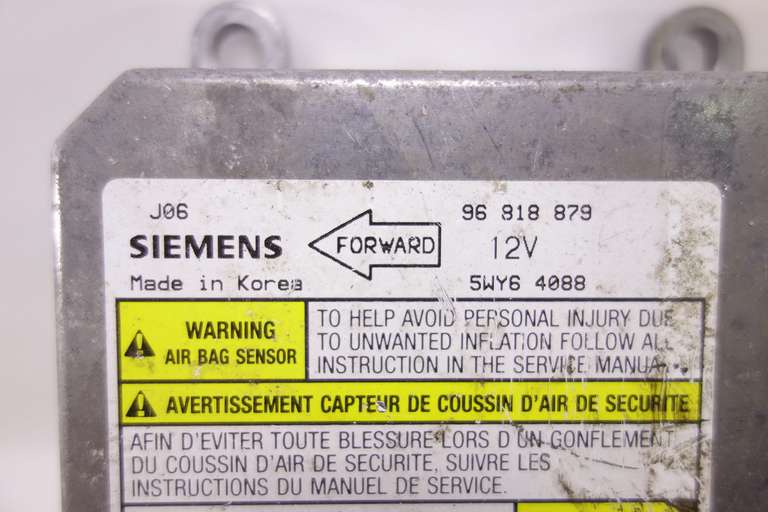 J06
96 818 879
SIEMENS
FORWARD
12V
Made in Korea
5WY6 4088
WARNING
AIR BAG SENSOR
TO HELP AVOID PERSONAL INJURY DUE
TO UNWANTED INFLATION FOLLOW ALL
INSTRUCTION IN THE SERVICE MANUA
AVERTISSEMENT CAPTEUR DE COUSSIN D'AIR DE SECURITE
AFIN D'EVITER TOUTE BLESSURE LORS D'UN GONFLEMENT
DU COUSSIN D'AIR DE SECURITE, SUIVRE LES
INSTRUCTIONS DU MANUEL DE SERVICE.